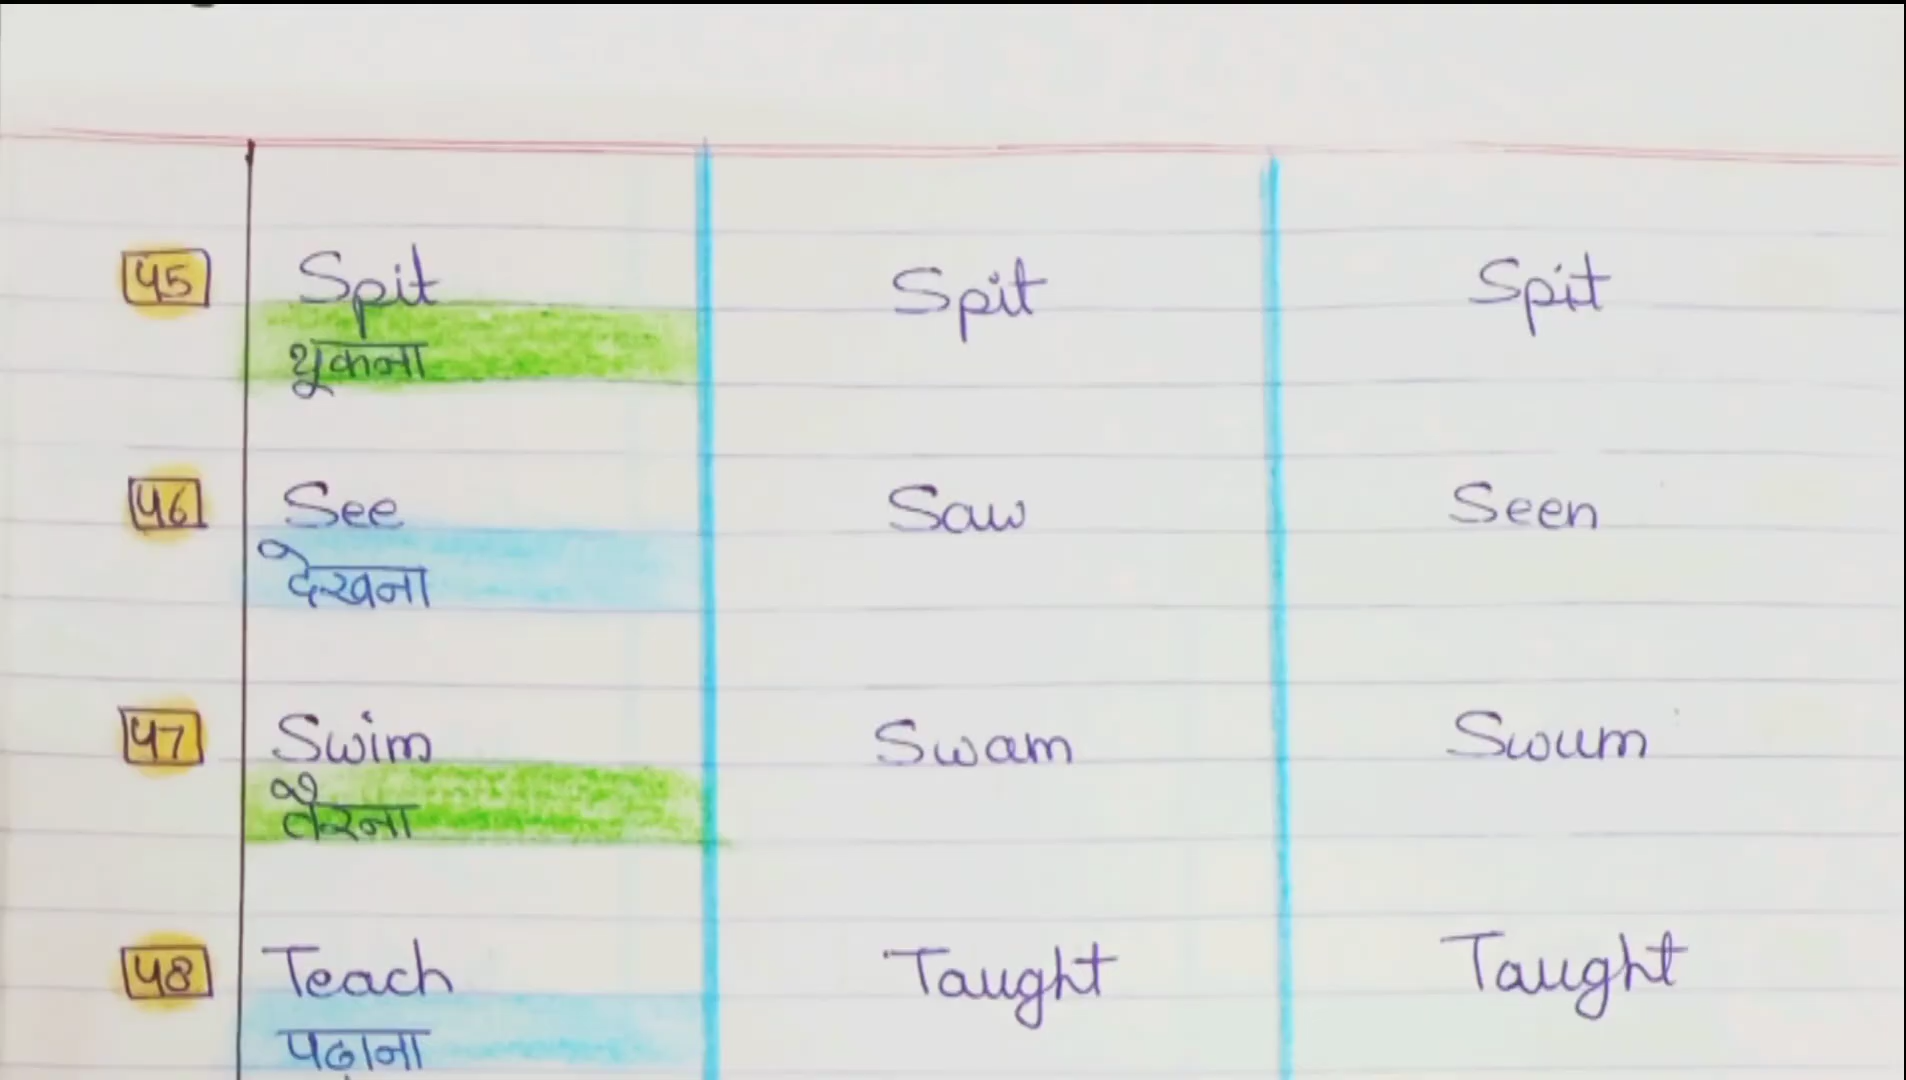 45 Spit Spit Spit
थूकना
46 See Saw Seen
देखना
47 Swim Swam Swum
तैरना
48 Teach Taught Taught
पढ़ाना